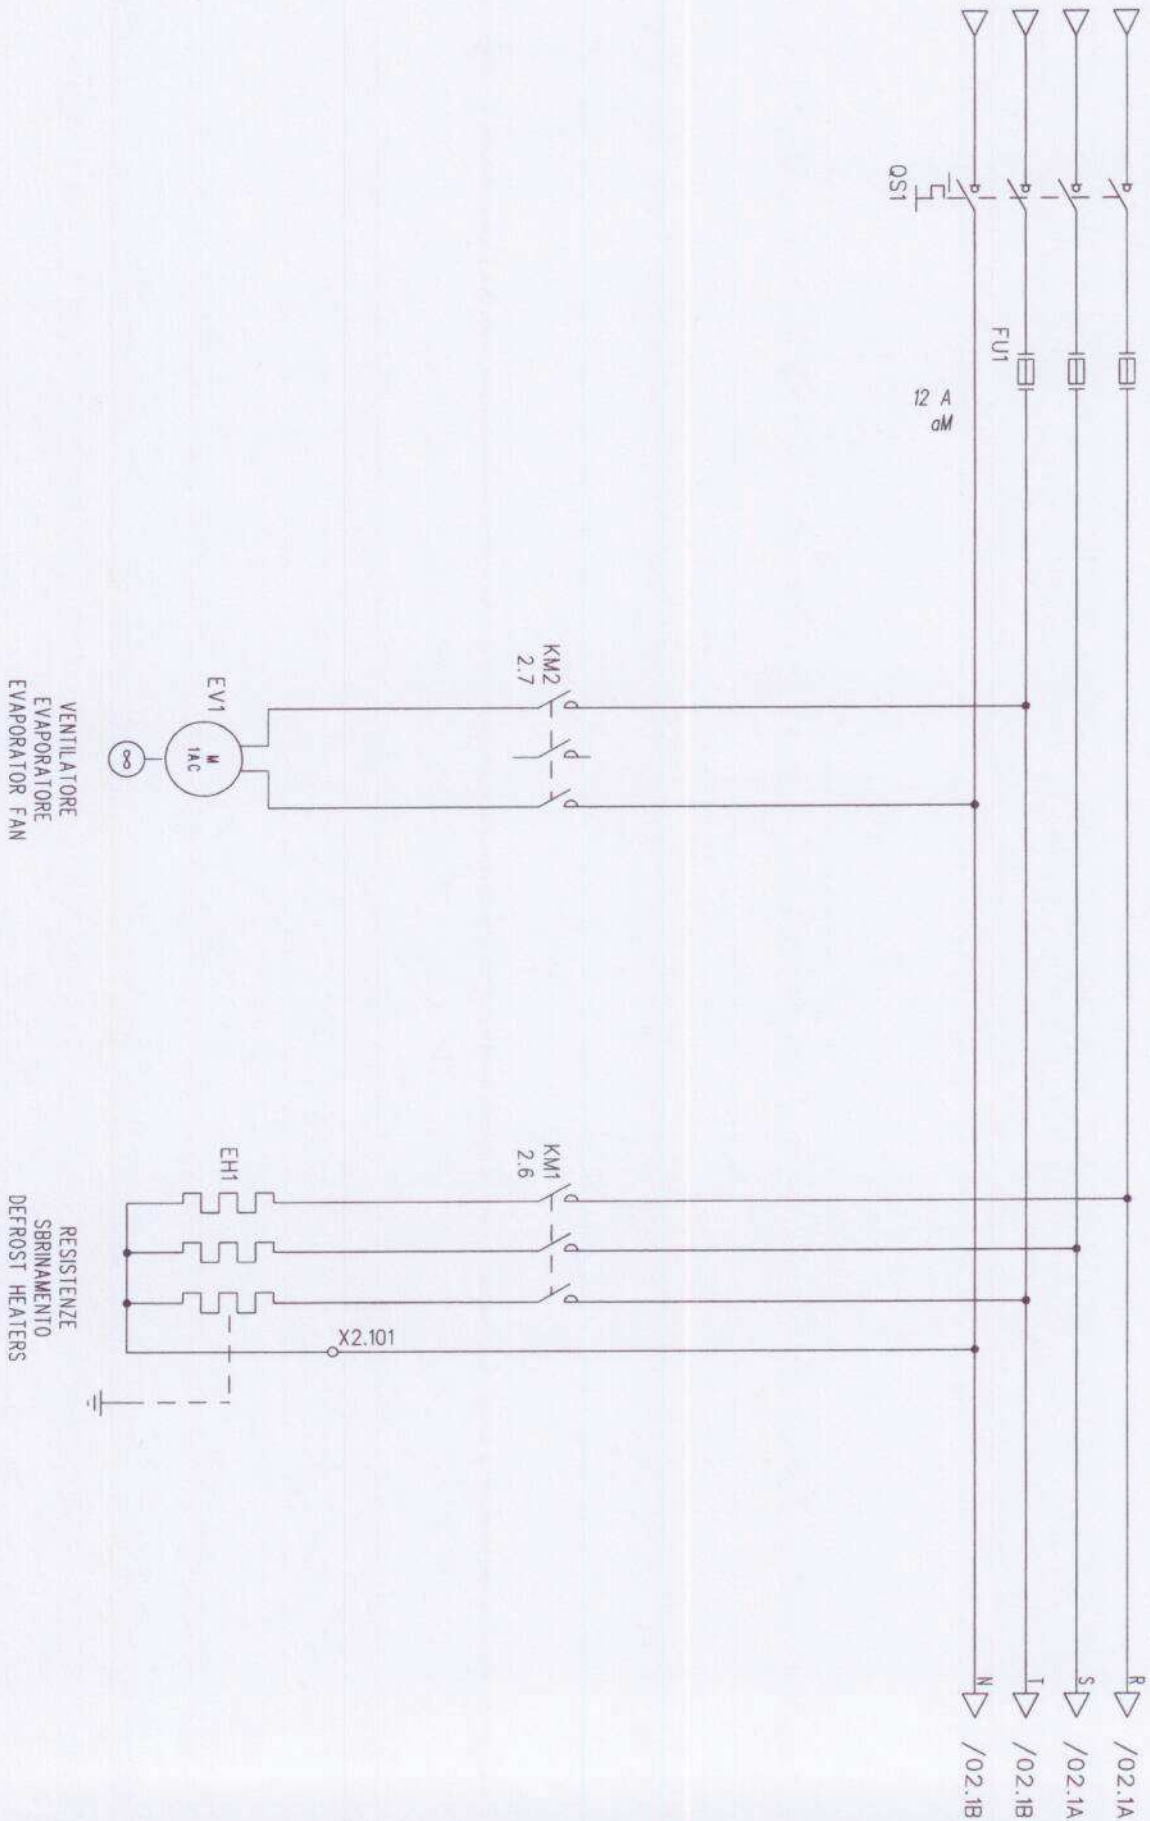 R /02.1A
S /02.1A
T /02.1B
N /02.1B
QS1
FU1
12 A
aM
KM2
2.7
KM1
2.6
X2.101
EV1
M
1AC
EH1
VENTILATORE
EVAPORATORE
EVAPORATOR FAN
RESISTENZE
SBRINAMENTO
DEFROST HEATERS